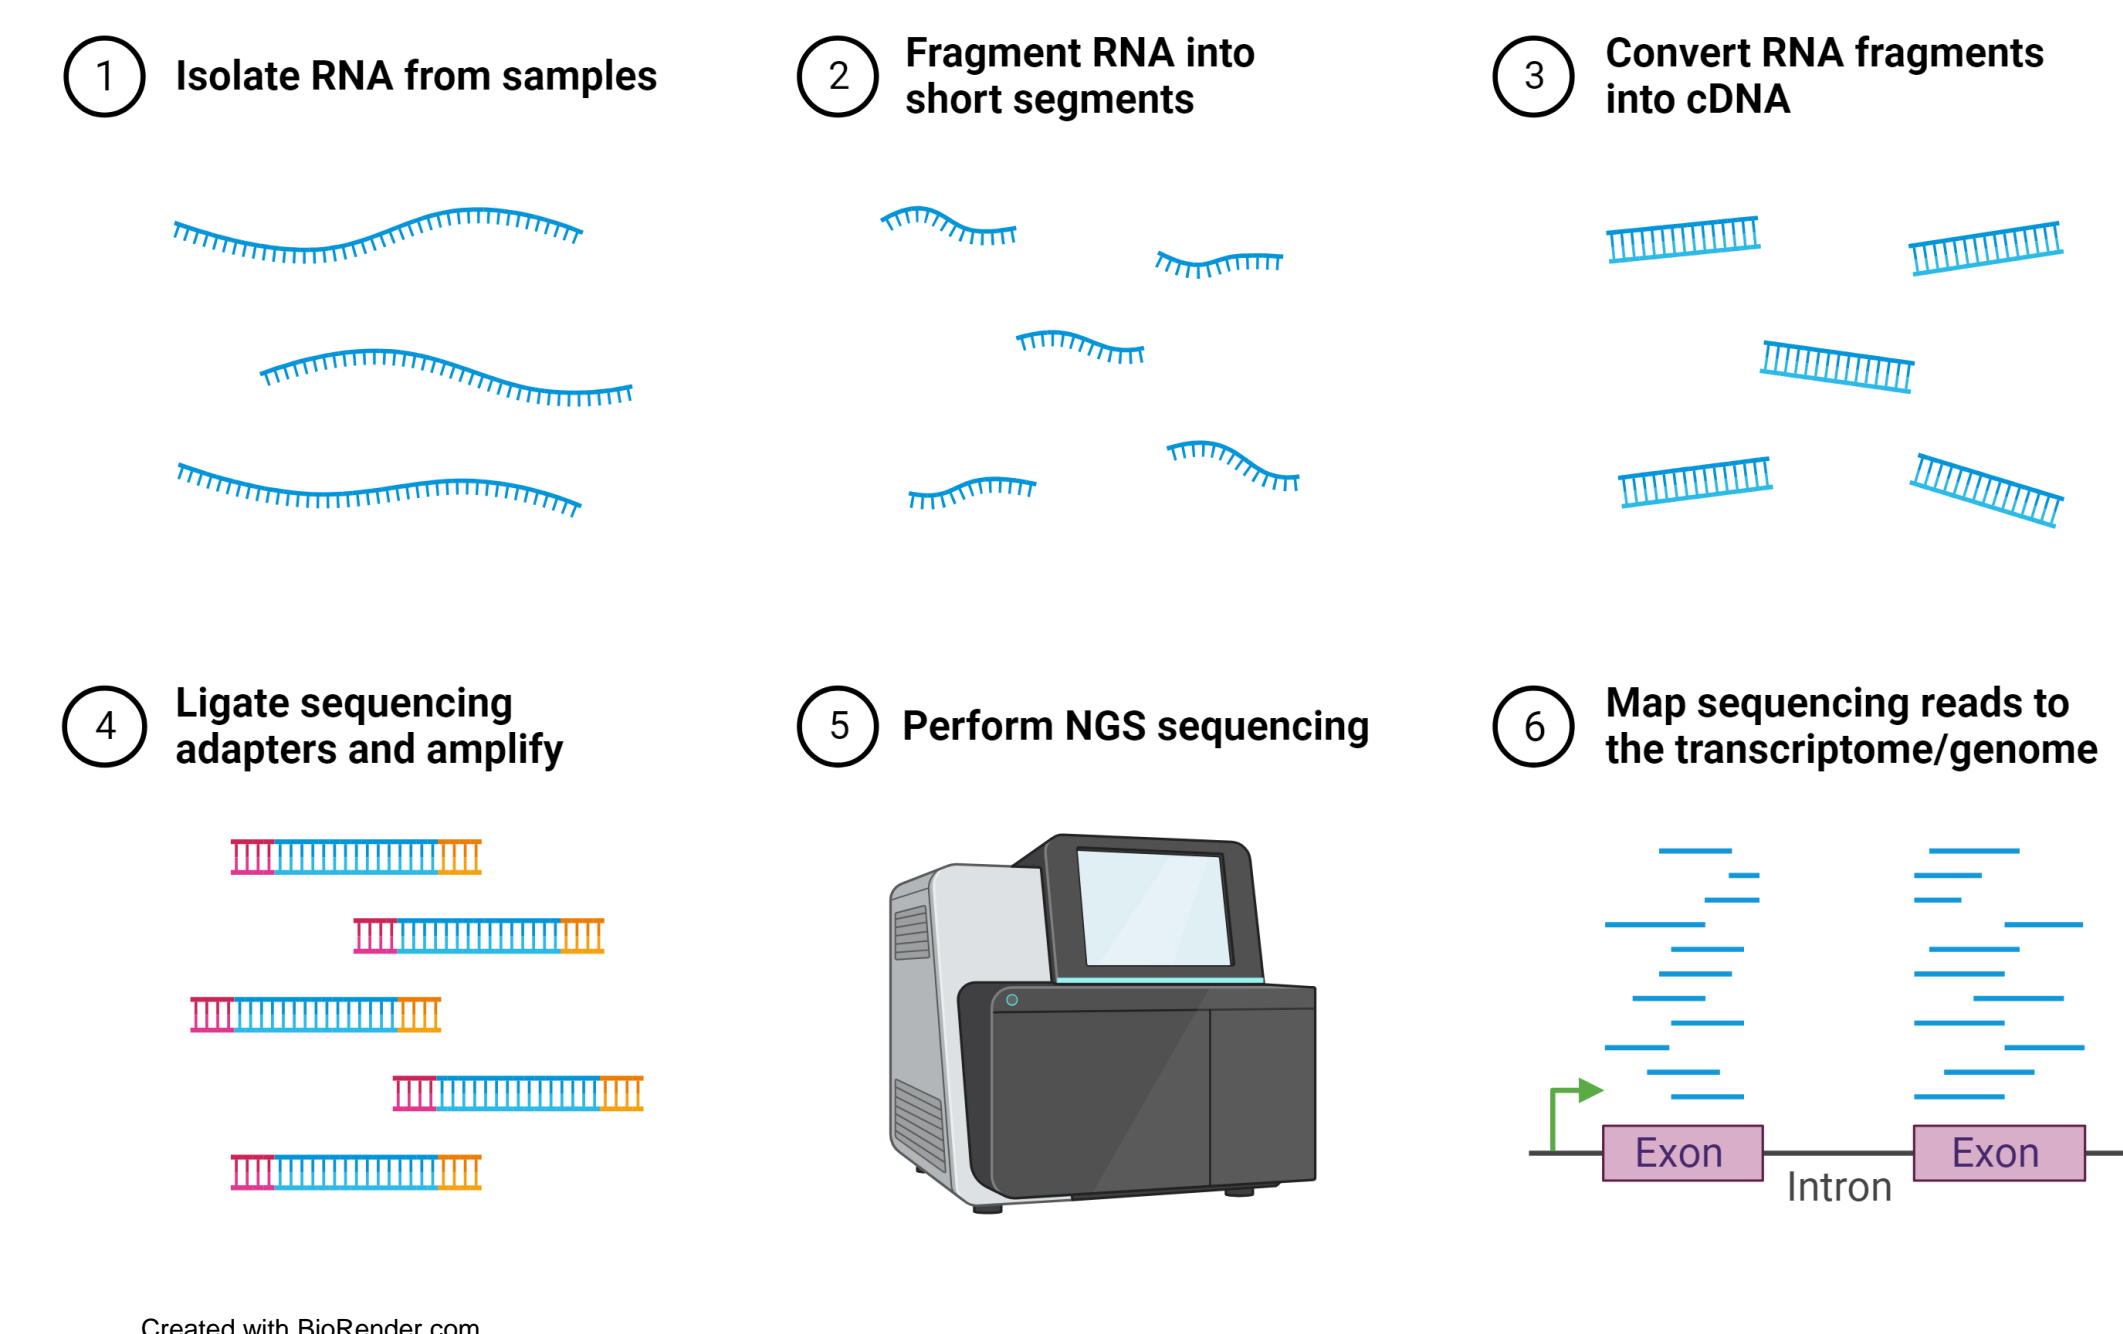 1
Isolate RNA from samples
2
Fragment RNA into
short segments
3
Convert RNA fragments
into cDNA
4
Ligate sequencing
adapters and amplify
5
Perform NGS sequencing
6
Map sequencing reads to
the transcriptome/genome
Exon
Intron
Exon
Created with BioRender.com